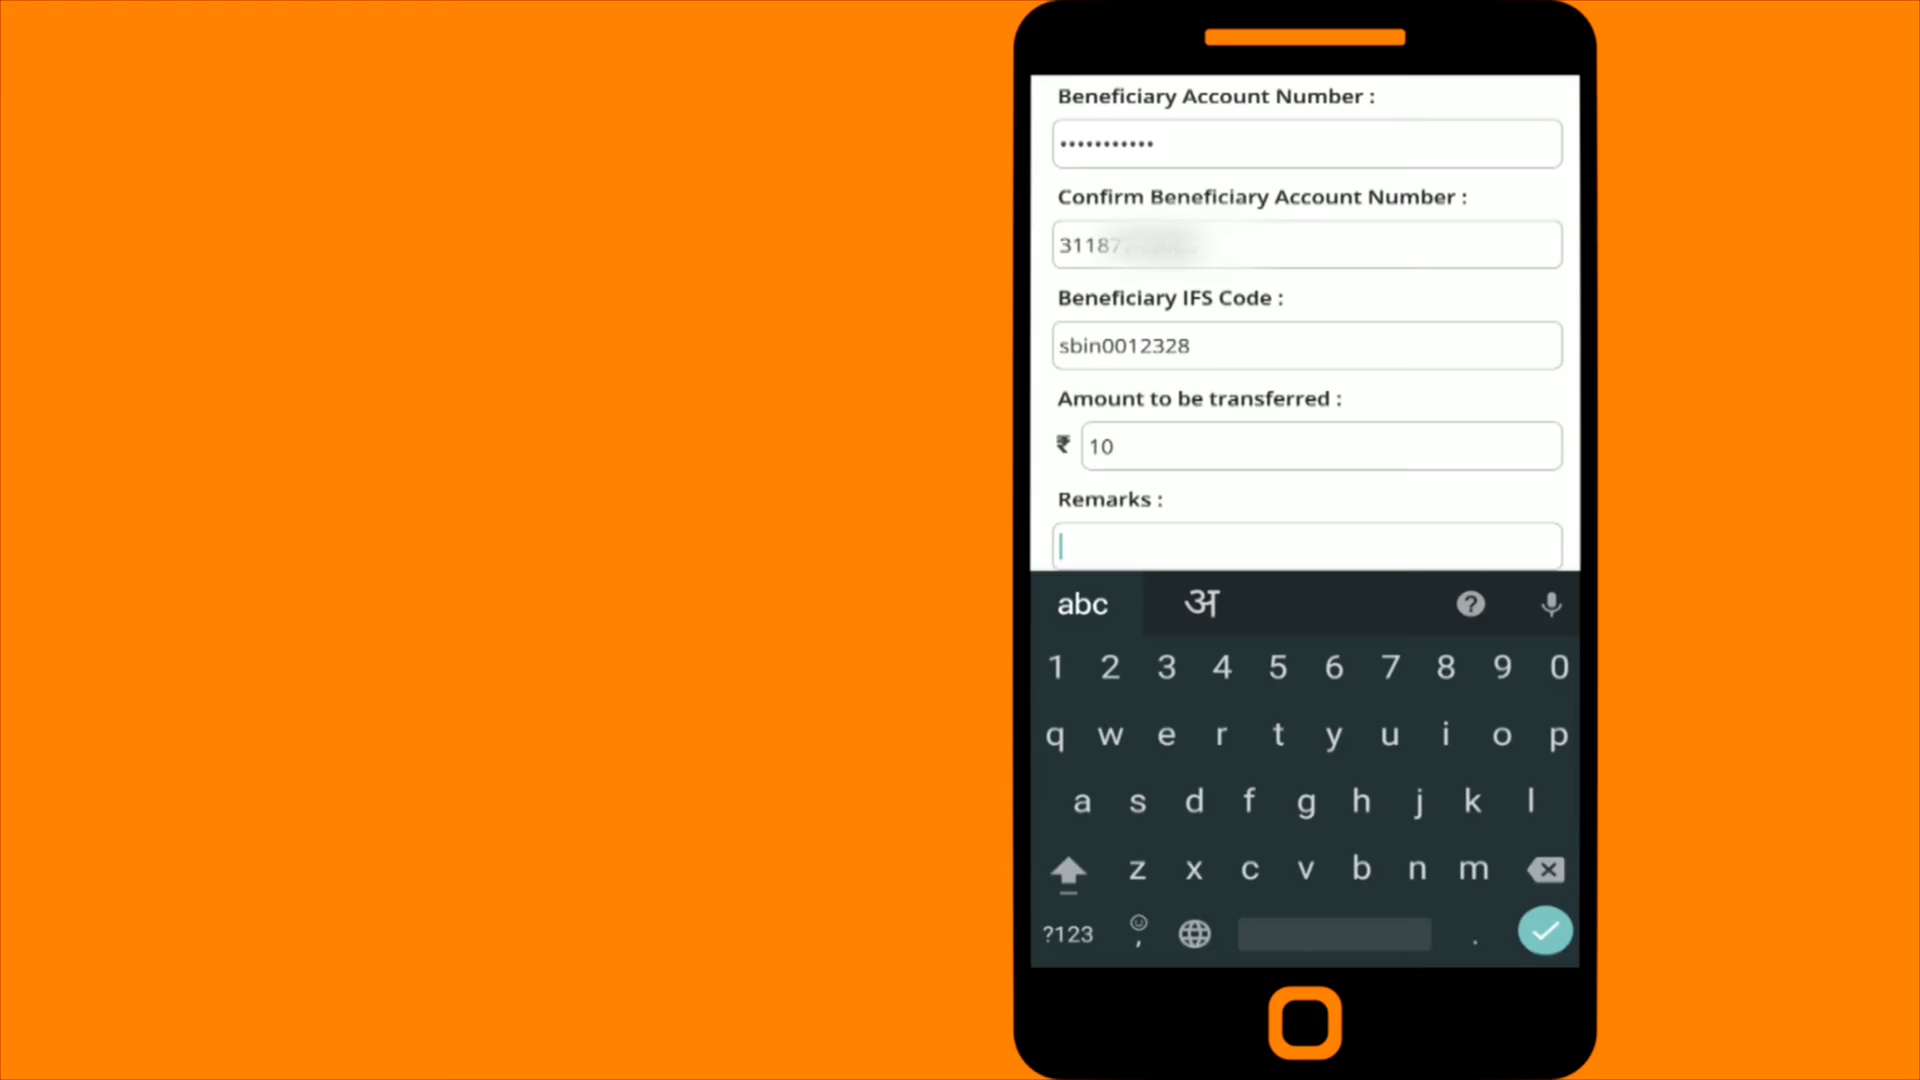 Beneficiary Account Number :
•••••••••••
Confirm Beneficiary Account Number :
31187
Beneficiary IFS Code :
sbin0012328
Amount to be transferred :
₹ 10
Remarks :
abc अ
1 2 3 4 5 6 7 8 9 0
q w e r t y u i o p
a s d f g h j k l
z x c v b n m
?123 , .